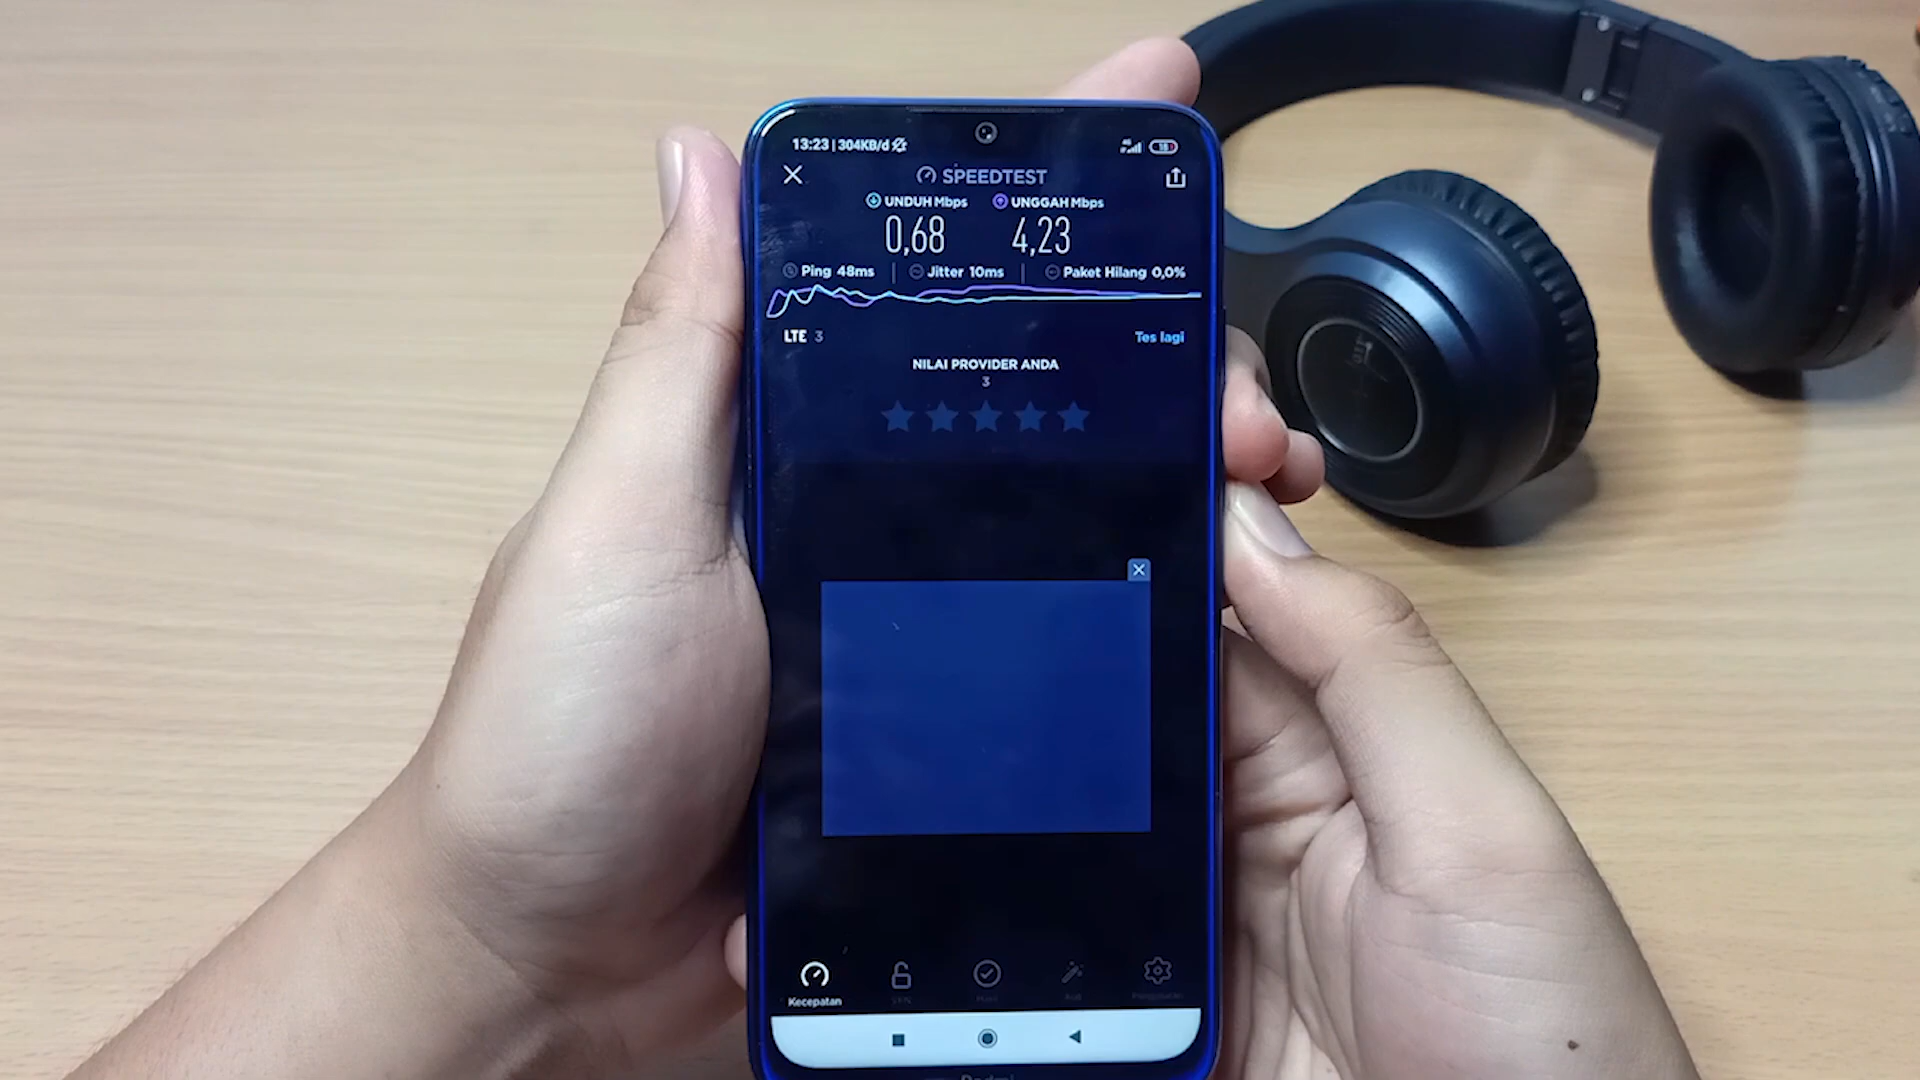 13:23 | 304KB/d
SPEEDTEST
UNDUH Mbps UNGGAH Mbps
0,68 4,23
Ping 48ms Jitter 10ms Paket Hilang 0,0%
LTE 3 Tes lagi
NILAI PROVIDER ANDA
3
Kecepatan